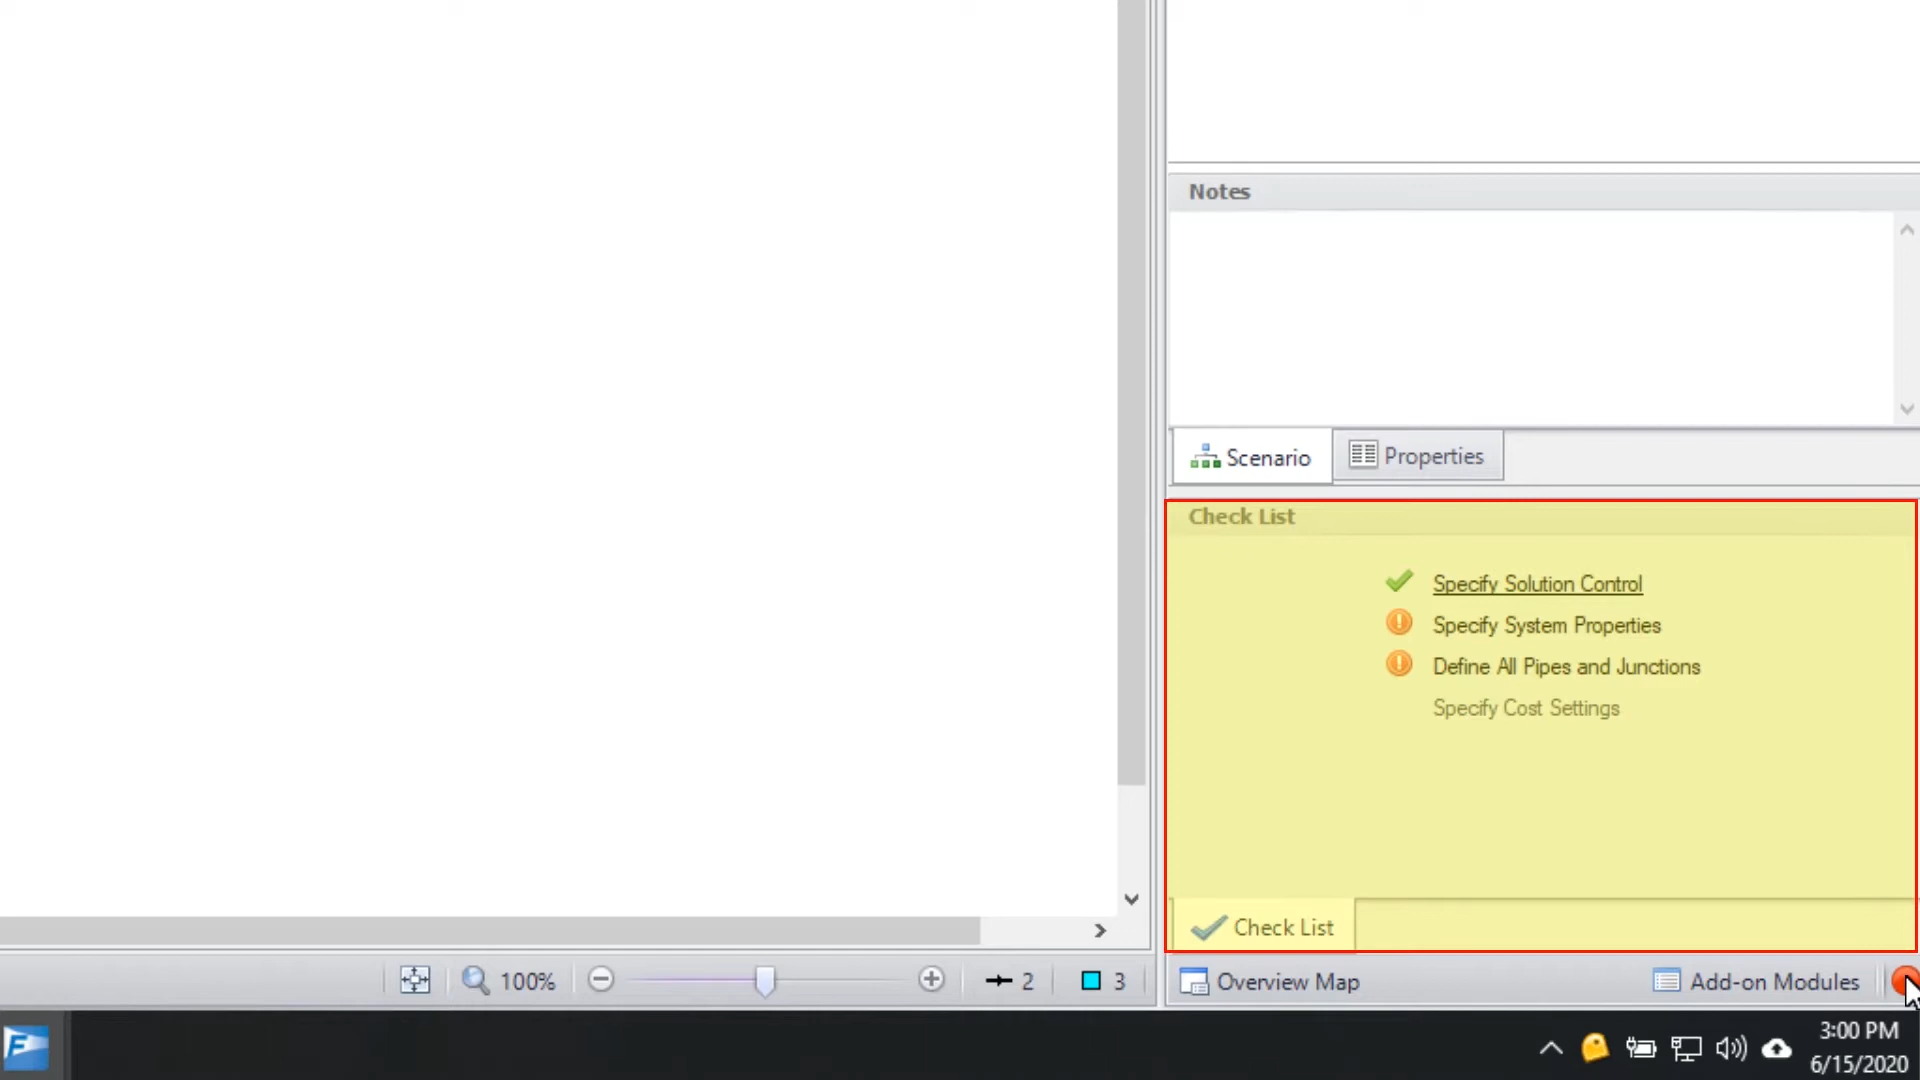 Notes
Scenario
Properties
Check List
Specify Solution Control
Specify System Properties
Define All Pipes and Junctions
Specify Cost Settings
Check List
100%
2
3
Overview Map
Add-on Modules
3:00 PM
6/15/2020